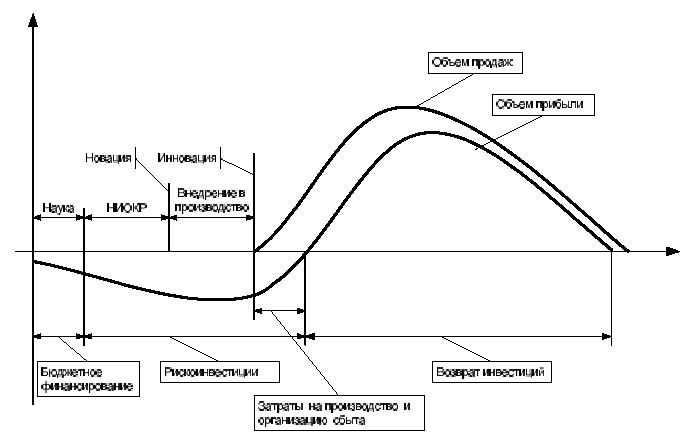 Объем продаж
Объем прибыли
Новация
Инновация
Наука
НИОКР
Внедрение в
производство
Бюджетное
финансирование
Рискоинвестиции
Возврат инвестиций
Затраты на производство и
организацию сбыта